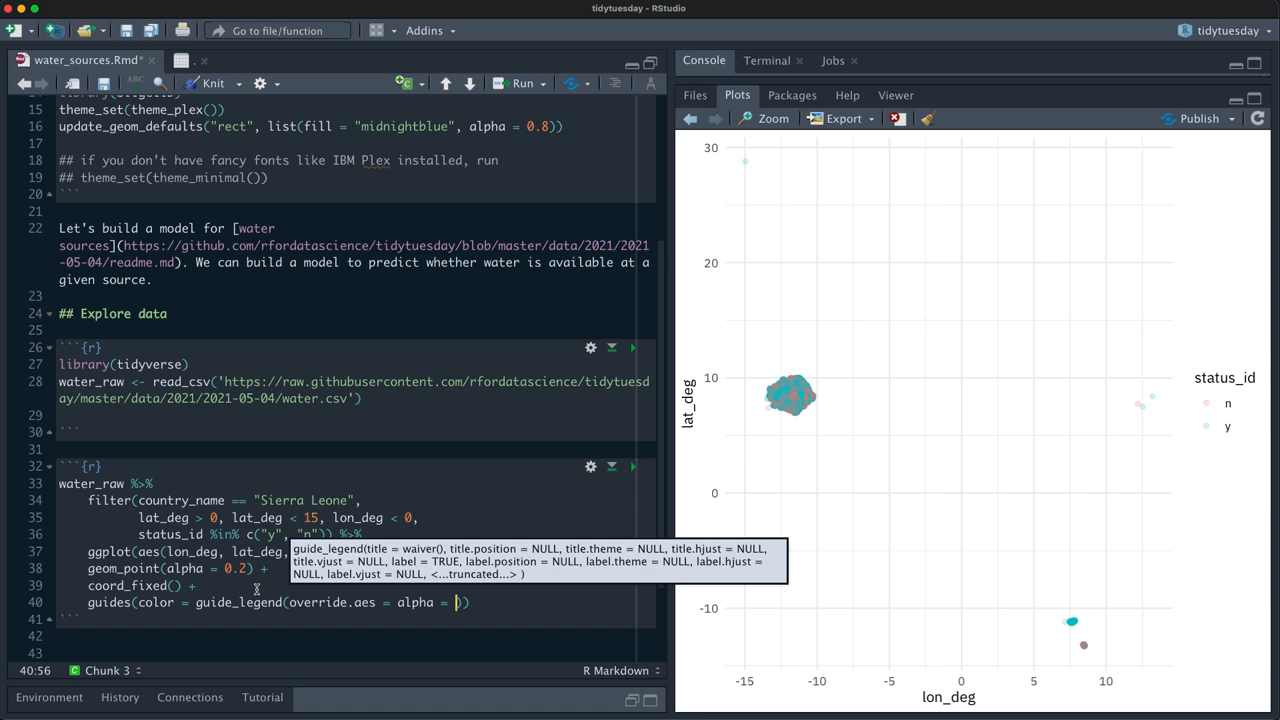 tidytuesday - RStudio
Go to file/function
Addins
tidytuesday
water_sources.Rmd*
.
ABC
Knit
Run
15 theme_set(theme_plex())
16 update_geom_defaults("rect", list(fill = "midnightblue", alpha = 0.8))
17
18 ## if you don't have fancy fonts like IBM Plex installed, run
19 ## theme_set(theme_minimal())
20 ```
21
22 Let's build a model for [water
sources](https://github.com/rfordatascience/tidytuesday/blob/master/data/2021/2021
-05-04/readme.md). We can build a model to predict whether water is available at a
given source.
23
24 ## Explore data
25
26 ```{r}
27 library(tidyverse)
28 water_raw <- read_csv('https://raw.githubusercontent.com/rfordatascience/tidytuesd
ay/master/data/2021/2021-05-04/water.csv')
29
30 ```
31
32 ```{r}
33 water_raw %>%
34 filter(country_name == "Sierra Leone",
35 lat_deg > 0, lat_deg < 15, lon_deg < 0,
36 status_id %in% c("y", "n")) %>%
37 ggplot(aes(lon_deg, lat_deg,
38 geom_point(alpha = 0.2) +
39 coord_fixed() +
40 guides(color = guide_legend(override.aes = alpha = ))
41 ```
42
43
guide_legend(title = waiver(), title.position = NULL, title.theme = NULL, title.hjust = NULL,
title.vjust = NULL, label = TRUE, label.position = NULL, label.theme = NULL, label.hjust =
NULL, label.vjust = NULL, <...truncated...> )
40:56
C Chunk 3
R Markdown
Environment
History
Connections
Tutorial
Console
Terminal
Jobs
Files
Plots
Packages
Help
Viewer
Zoom
Export
Publish
30
20
10
0
-10
lat_deg
-15
-10
-5
0
5
10
lon_deg
status_id
n
y